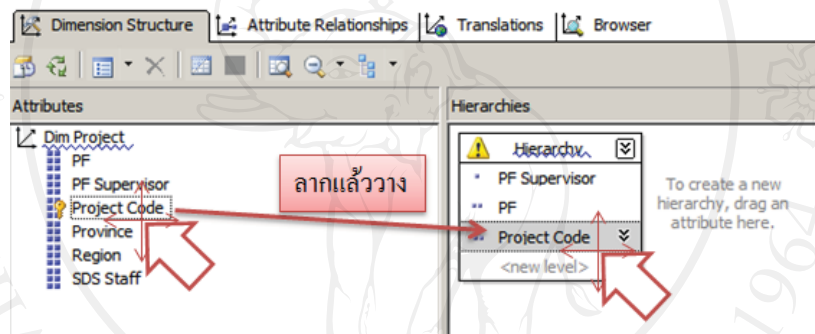 Dimension Structure Attribute Relationships Translations Browser
Attributes
Dim Project
PF
PF Supervisor
Project Code
Province
Region
SDS Staff
ลากแล้ววาง
Hierarchies
Hierarchy
PF Supervisor
PF
Project Code
<new level>
To create a new
hierarchy, drag an
attribute here.
1964